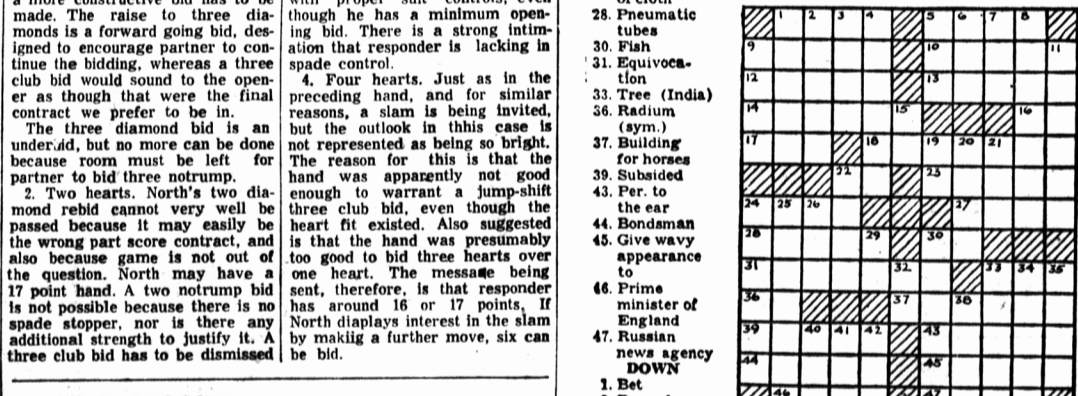 made. The raise to three dia-
monds is a forward going bid, des-
igned to encourage partner to con-
tinue the bidding, whereas a three
club bid would sound to the open-
er as though that were the final
contract we prefer to be in.
The three diamond bid is an
underbid, but no more can be done
because room must be left for
partner to bid three notrump.
2. Two hearts. North's two dia-
mond rebid cannot very well be
passed because it may easily be
the wrong part score contract, and
also because game is not out of
the question. North may have a
17 point hand. A two notrump bid
is not possible because there is no
spade stopper, nor is there any
additional strength to justify it. A
three club bid has to be dismissed
though he has a minimum open-
ing bid. There is a strong intim-
ation that responder is lacking in
spade control.
4. Four hearts. Just as in the
preceding hand, and for similar
reasons, a slam is being invited,
but the outlook in thhis case is
not represented as being so bright.
The reason for this is that the
hand was apparently not good
enough to warrant a jump-shift
three club bid, even though the
heart fit existed. Also suggested
is that the hand was presumably
too good to bid three hearts over
one heart. The message being
sent, therefore, is that responder
has around 16 or 17 points. If
North diaplays interest in the slam
by makiig a further move, six can
be bid.
28. Pneumatic
tubes
30. Fish
31. Equivoca-
tion
33. Tree (India)
36. Radium
(sym.)
37. Building
for horses
39. Subsided
43. Per. to
the ear
44. Bondsman
45. Give wavy
appearance
to
46. Prime
minister of
England
47. Russian
news agency
DOWN
1. Bet
1 2 3 4 5 6 7 8
9 10 11
12 13
14 15 16
17 18 19 20 21
22 23
24 25 26 27
28 29 30
31 32 33 34 35
36 37 38
39 40 41 42 43
44 45
46 47